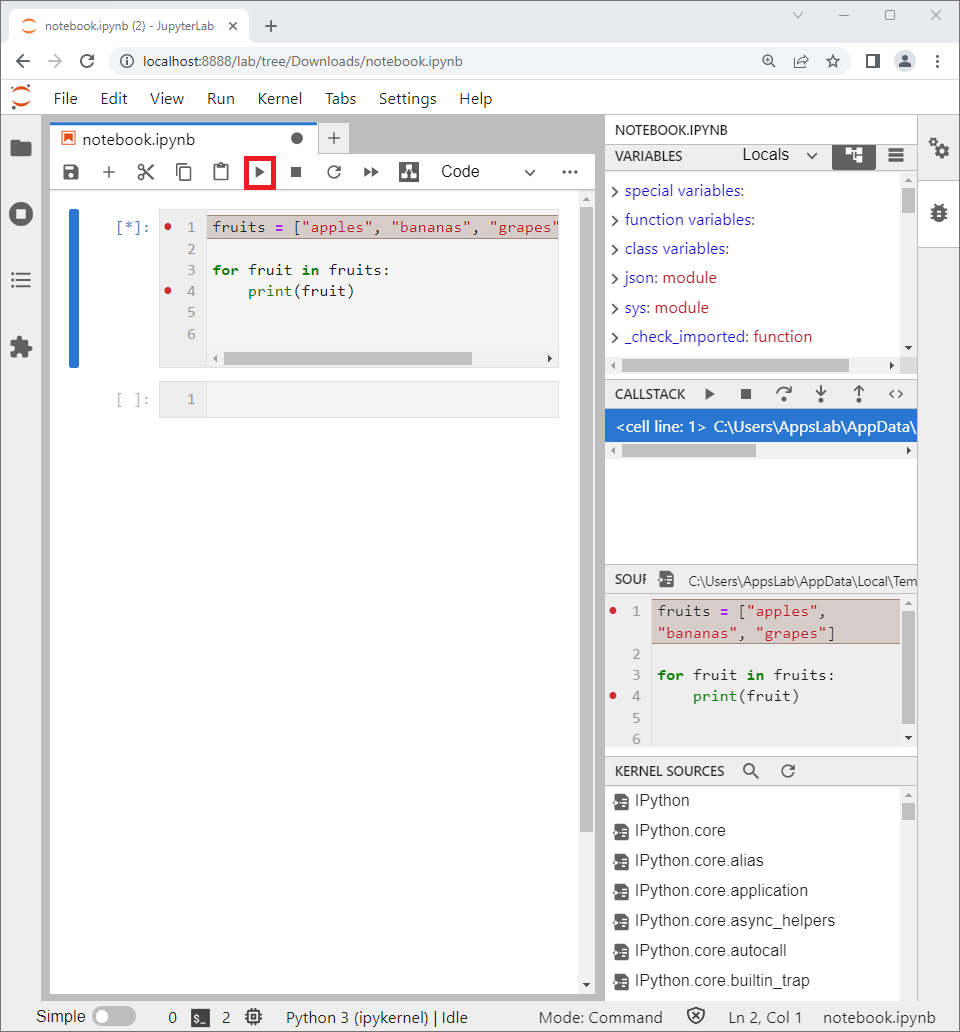 notebook.ipynb (2) - JupyterLab
localhost:8888/lab/tree/Downloads/notebook.ipynb
File Edit View Run Kernel Tabs Settings Help
notebook.ipynb
Code
[*]: 1 fruits = ["apples", "bananas", "grapes"
2
3 for fruit in fruits:
4 print(fruit)
5
6
[ ]: 1
NOTEBOOK.IPYNB
VARIABLES Locals
special variables:
function variables:
class variables:
json: module
sys: module
_check_imported: function
CALLSTACK
<cell line: 1> C:\Users\AppsLab\AppData\
SOUR C:\Users\AppsLab\AppData\Local\Tem
1 fruits = ["apples",
"bananas", "grapes"]
2
3 for fruit in fruits:
4 print(fruit)
5
6
KERNEL SOURCES
IPython
IPython.core
IPython.core.alias
IPython.core.application
IPython.core.async_helpers
IPython.core.autocall
IPython.core.builtin_trap
Simple 0 $_ 2 Python 3 (ipykernel) | Idle Mode: Command Ln 2, Col 1 notebook.ipynb